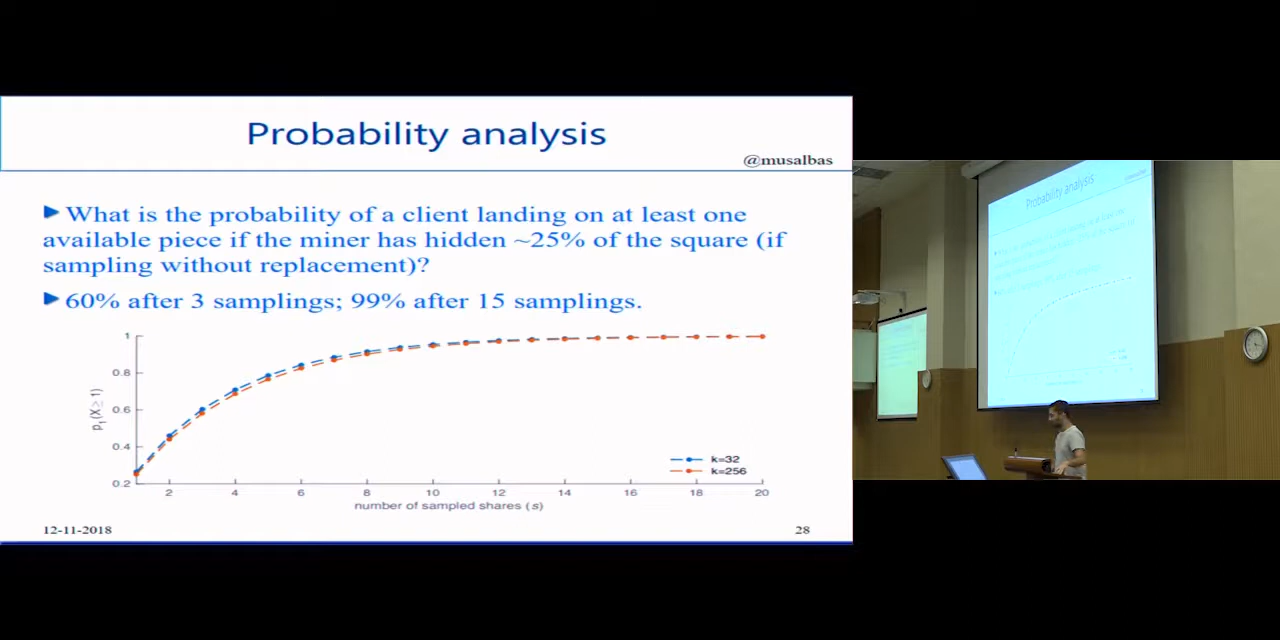 Probability analysis
@musalbas
What is the probability of a client landing on at least one
available piece if the miner has hidden ~25% of the square (if
sampling without replacement)?
60% after 3 samplings; 99% after 15 samplings.
1
0.8
0.6
0.4
0.2
p1(X ≥ 1)
k=32
k=256
2 4 6 8 10 12 14 16 18 20
number of sampled shares (s)
12-11-2018
28
Probability analysis